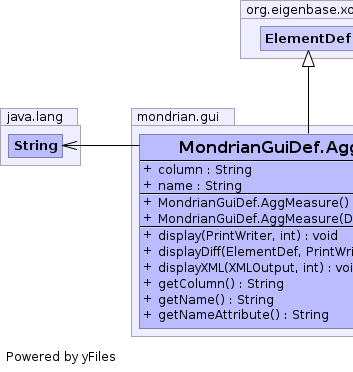 org.eigenbase.xo
ElementDef
java.lang
String
mondrian.gui
MondrianGuiDef.Agg
+ column : String
+ name : String
+ MondrianGuiDef.AggMeasure()
+ MondrianGuiDef.AggMeasure(D
+ display(PrintWriter, int) : void
+ displayDiff(ElementDef, PrintWri
+ displayXML(XMLOutput, int) : voi
+ getColumn() : String
+ getName() : String
+ getNameAttribute() : String
Powered by yFiles